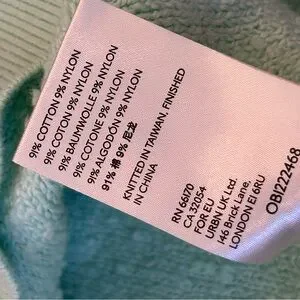 91% COTTON 9% NYLON
91% COTON 9% NYLON
91% BAUMWOLLE 9% NYLON
91% COTONE 9% NYLON
91% ALGODÓN 9% NYLON
91% 棉 9% 尼龙
KNITTED IN TAIWAN, FINISHED
IN CHINA
RN 66170
CA 32054
FOR EU
URBN UK Ltd.
146 Brick Lane,
LONDON E1 6RU
OB1222468